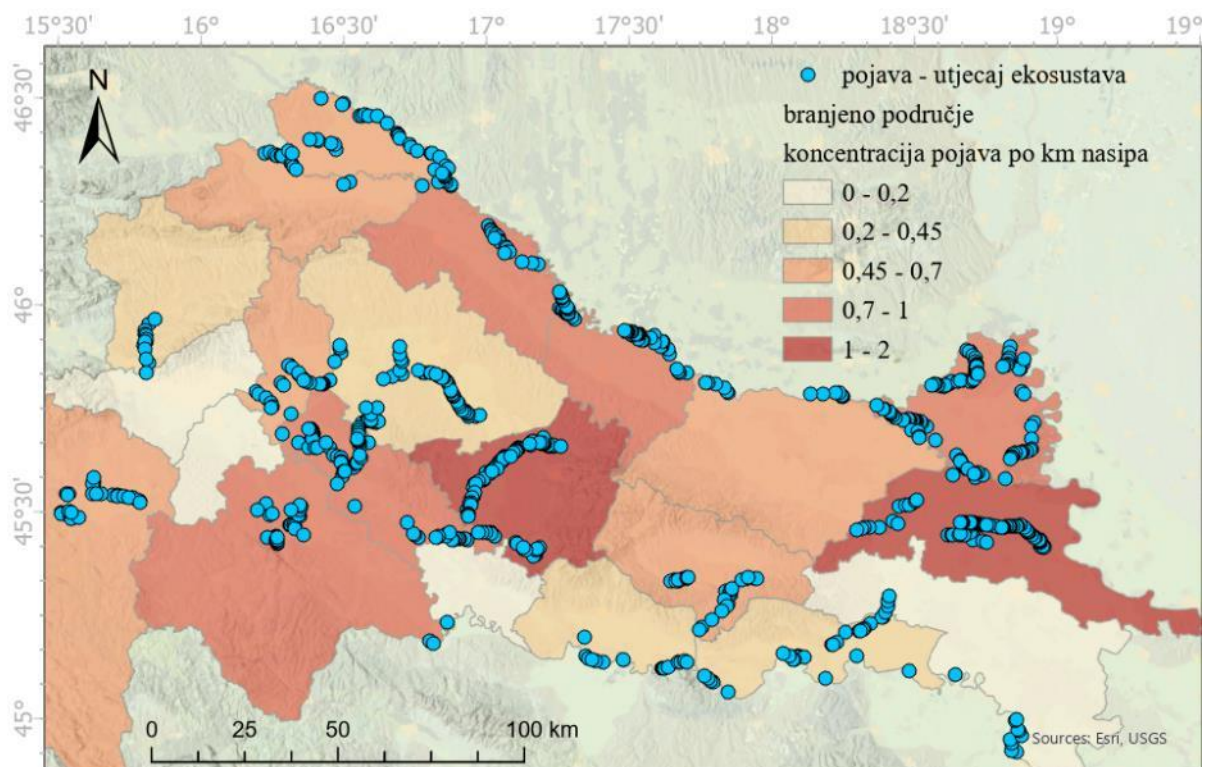 15°30' 16° 16°30' 17° 17°30' 18° 18°30' 19° 19°
N
46°30'
46°
45°30'
45°
pojava - utjecaj ekosustava
branjeno područje
koncentracija pojava po km nasipa
0 - 0,2
0,2 - 0,45
0,45 - 0,7
0,7 - 1
1 - 2
0 25 50 100 km
Sources: Esri, USGS